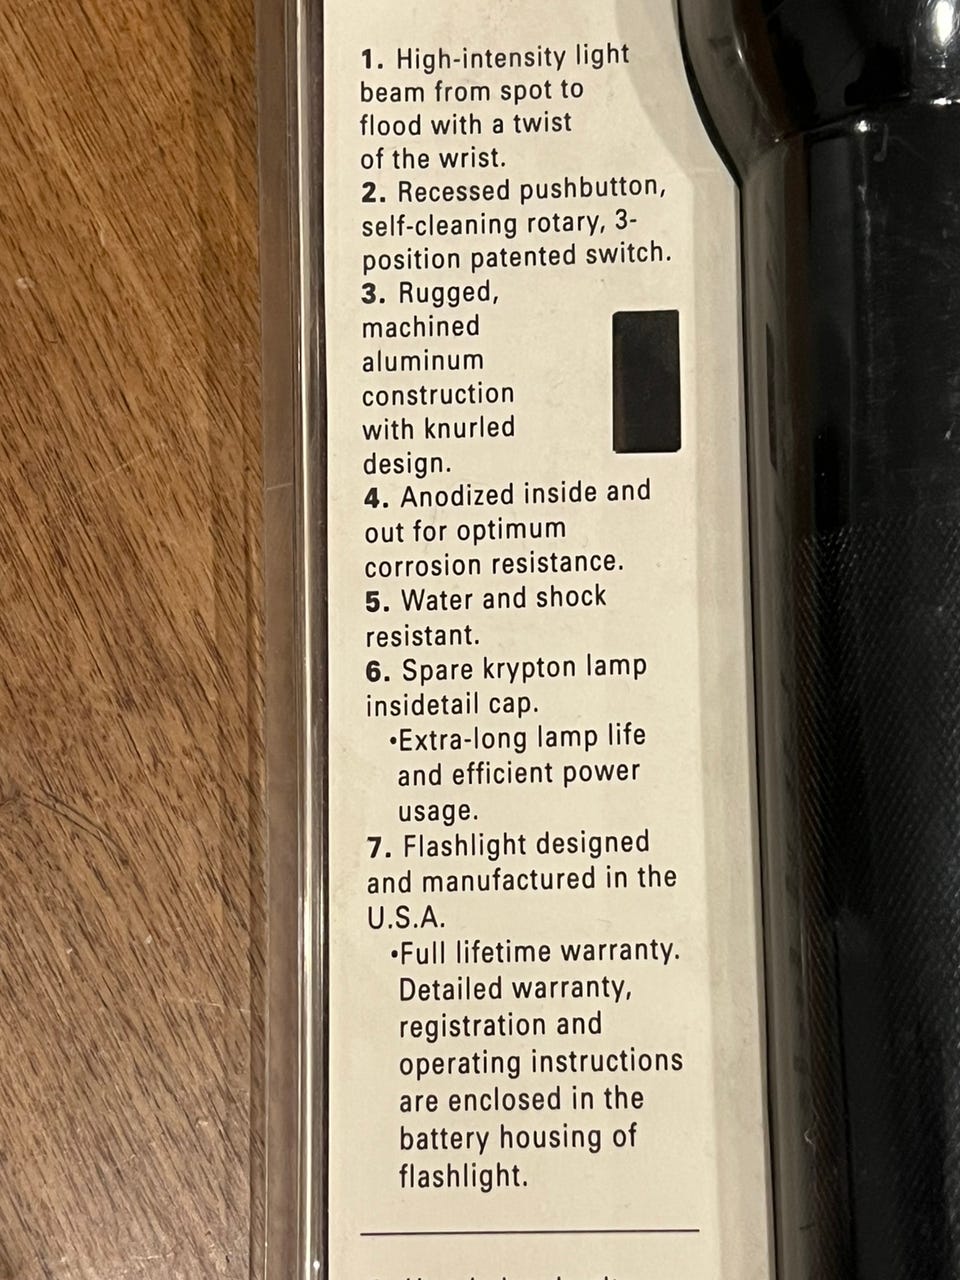 1. High-intensity light
beam from spot to
flood with a twist
of the wrist.
2. Recessed pushbutton,
self-cleaning rotary, 3-
position patented switch.
3. Rugged,
machined
aluminum
construction
with knurled
design.
4. Anodized inside and
out for optimum
corrosion resistance.
5. Water and shock
resistant.
6. Spare krypton lamp
insidetail cap.
•Extra-long lamp life
and efficient power
usage.
7. Flashlight designed
and manufactured in the
U.S.A.
•Full lifetime warranty.
Detailed warranty,
registration and
operating instructions
are enclosed in the
battery housing of
flashlight.